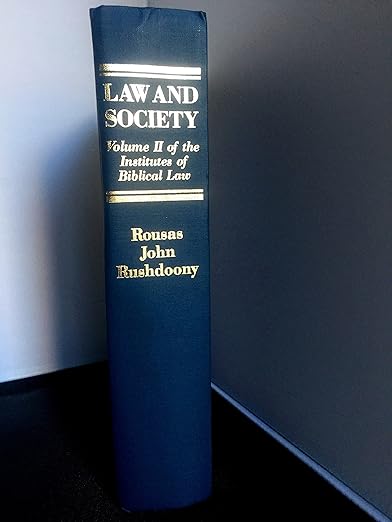 LAW AND
SOCIETY
Volume II of the
Institutes of
Biblical Law
Rousas
John
Rushdoony